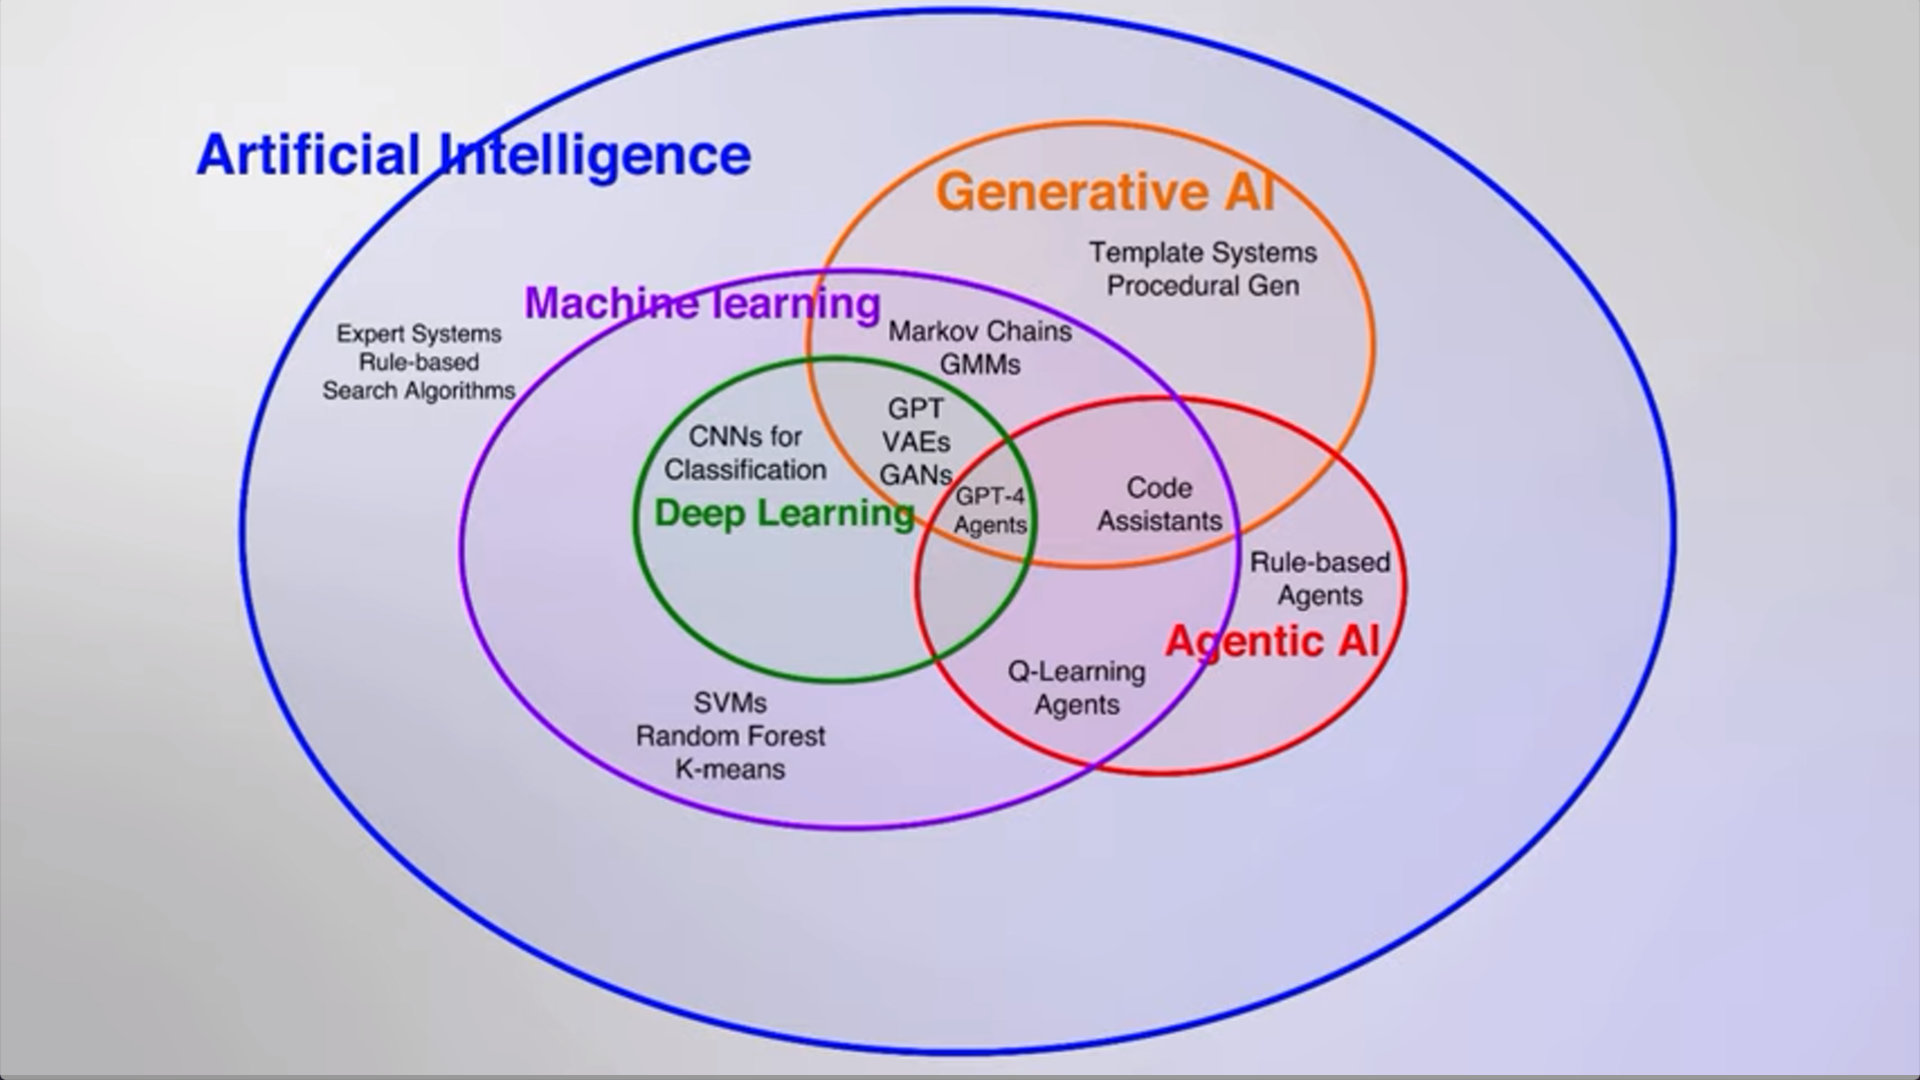 Artificial Intelligence
Generative AI
Template Systems
Procedural Gen
Machine learning
Expert Systems
Rule-based
Search Algorithms
Markov Chains
GMMs
GPT
VAEs
GANs
CNNs for
Classification
Deep Learning
GPT-4
Agents
Code
Assistants
Rule-based
Agents
Agentic AI
Q-Learning
Agents
SVMs
Random Forest
K-means